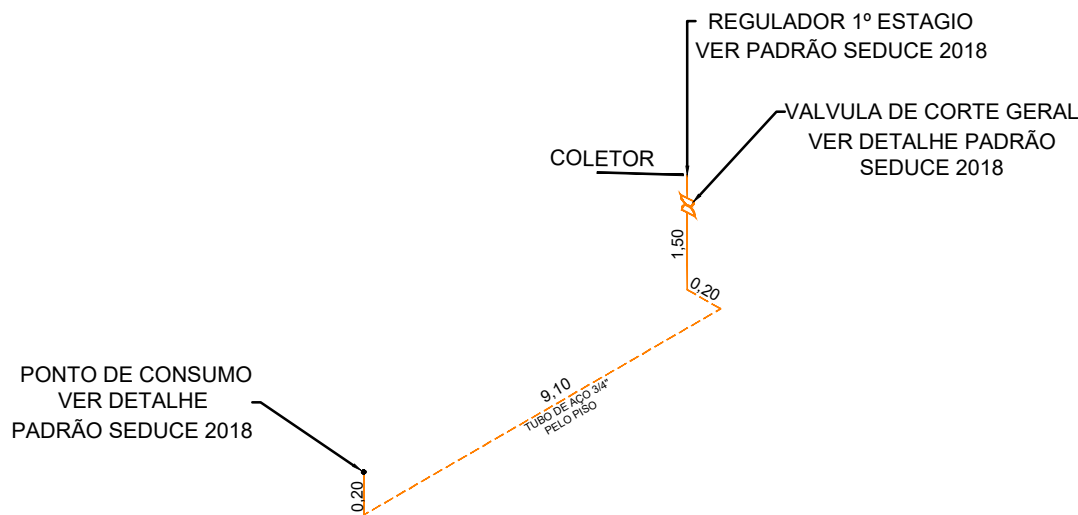 REGULADOR 1º ESTAGIO
VER PADRÃO SEDUCE 2018
VALVULA DE CORTE GERAL
VER DETALHE PADRÃO
SEDUCE 2018
COLETOR
1,50
0,20
9,10
TUBO DE AÇO 3/4"
PELO PISO
PONTO DE CONSUMO
VER DETALHE
PADRÃO SEDUCE 2018
0,20